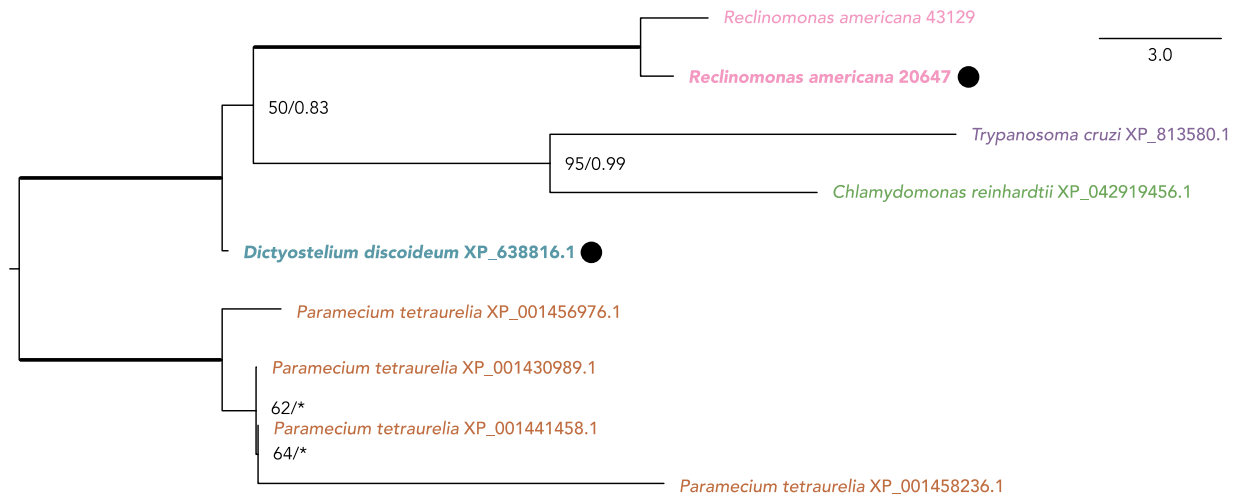 Reclinomonas americana 43129
3.0
Reclinomonas americana 20647
50/0.83
Trypanosoma cruzi XP_813580.1
95/0.99
Chlamydomonas reinhardtii XP_042919456.1
Dictyostelium discoideum XP_638816.1
Paramecium tetraurelia XP_001456976.1
Paramecium tetraurelia XP_001430989.1
62/*
Paramecium tetraurelia XP_001441458.1
64/*
Paramecium tetraurelia XP_001458236.1